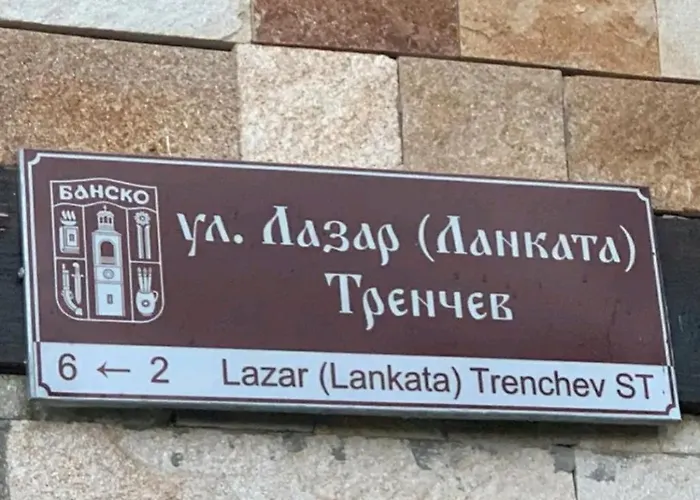 БАНСКО
ул. Лазар (Ланката)
Тренчев
6 ← 2 Lazar (Lankata) Trenchev ST